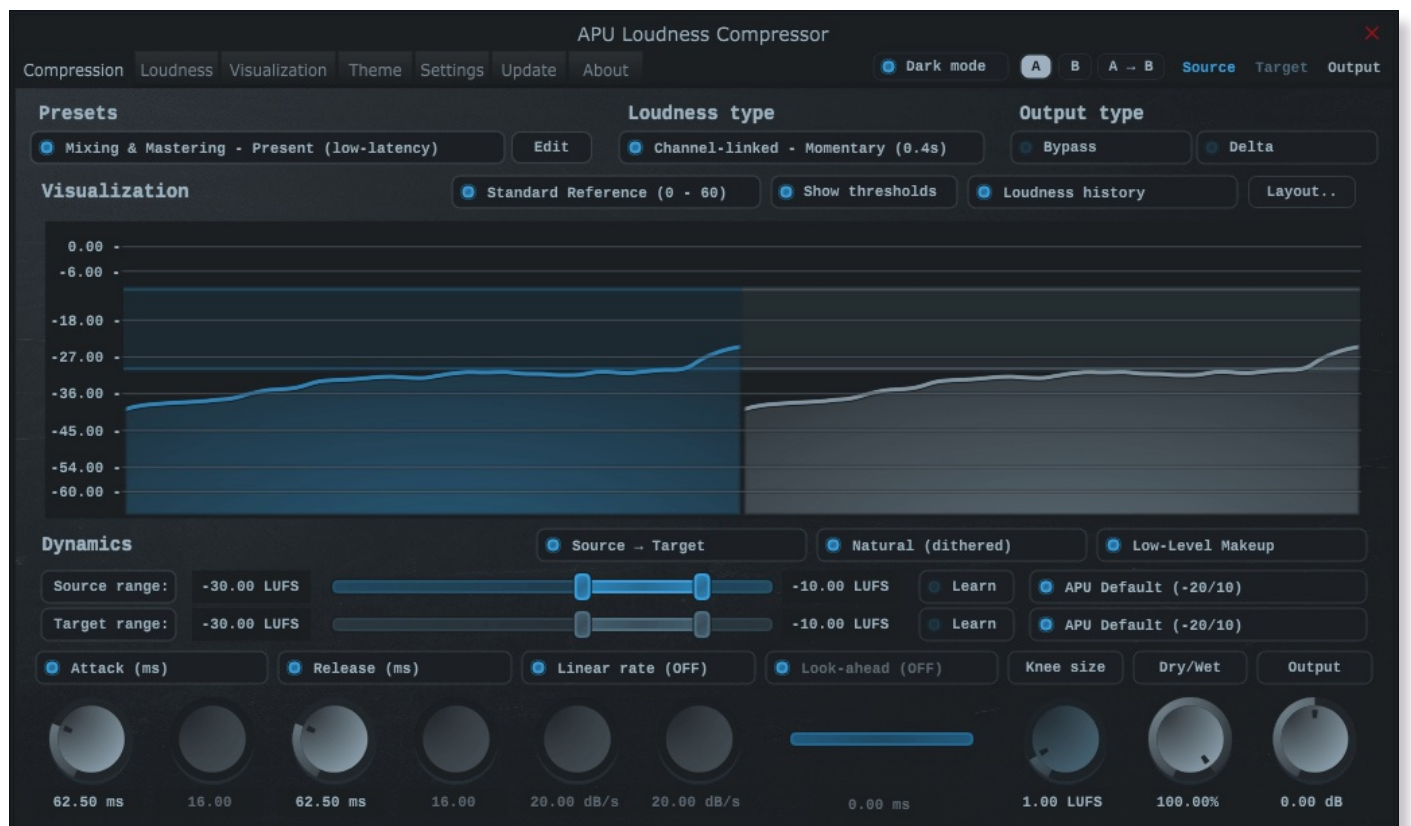 APU Loudness Compressor
Compression Loudness Visualization Theme Settings Update About Dark mode A B A → B Source Target Output
Presets Loudness type Output type
Mixing & Mastering - Present (low-latency) Edit Channel-linked - Momentary (0.4s) Bypass Delta
Visualization Standard Reference (0 - 60) Show thresholds Loudness history Layout..
0.00 -
-6.00 -
-18.00 -
-27.00 -
-36.00 -
-45.00 -
-54.00 -
-60.00 -
Dynamics Source → Target Natural (dithered) Low-Level Makeup
Source range: -30.00 LUFS -10.00 LUFS Learn APU Default (-20/10)
Target range: -30.00 LUFS -10.00 LUFS Learn APU Default (-20/10)
Attack (ms) Release (ms) Linear rate (OFF) Look-ahead (OFF) Knee size Dry/Wet Output
62.50 ms 16.00 62.50 ms 16.00 20.00 dB/s 20.00 dB/s 0.00 ms 1.00 LUFS 100.00% 0.00 dB